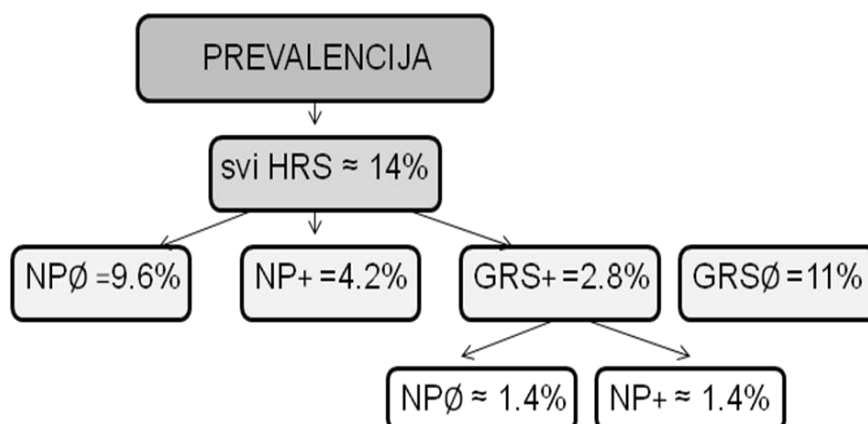 PREVALENCIJA
svi HRS ≈ 14%
NPØ =9.6%
NP+ =4.2%
GRS+ =2.8%
GRSØ =11%
NPØ ≈ 1.4%
NP+ ≈ 1.4%